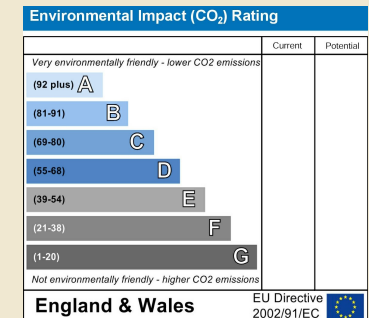 Environmental Impact (CO₂) Rating
Current Potential
Very environmentally friendly - lower CO2 emissions
(92 plus) A
(81-91) B
(69-80) C
(55-68) D
(39-54) E
(21-38) F
(1-20) G
Not environmentally friendly - higher CO2 emissions
England & Wales
EU Directive
2002/91/EC